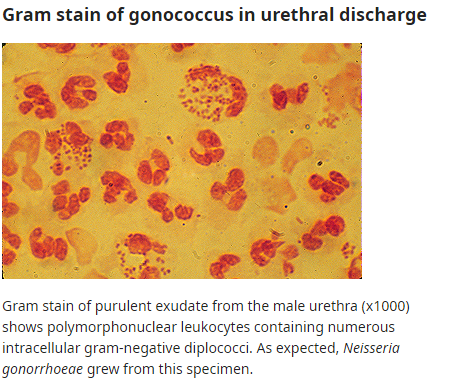 Gram stain of gonococcus in urethral discharge
Gram stain of purulent exudate from the male urethra (x1000)
shows polymorphonuclear leukocytes containing numerous
intracellular gram-negative diplococci. As expected, Neisseria
gonorrhoeae grew from this specimen.